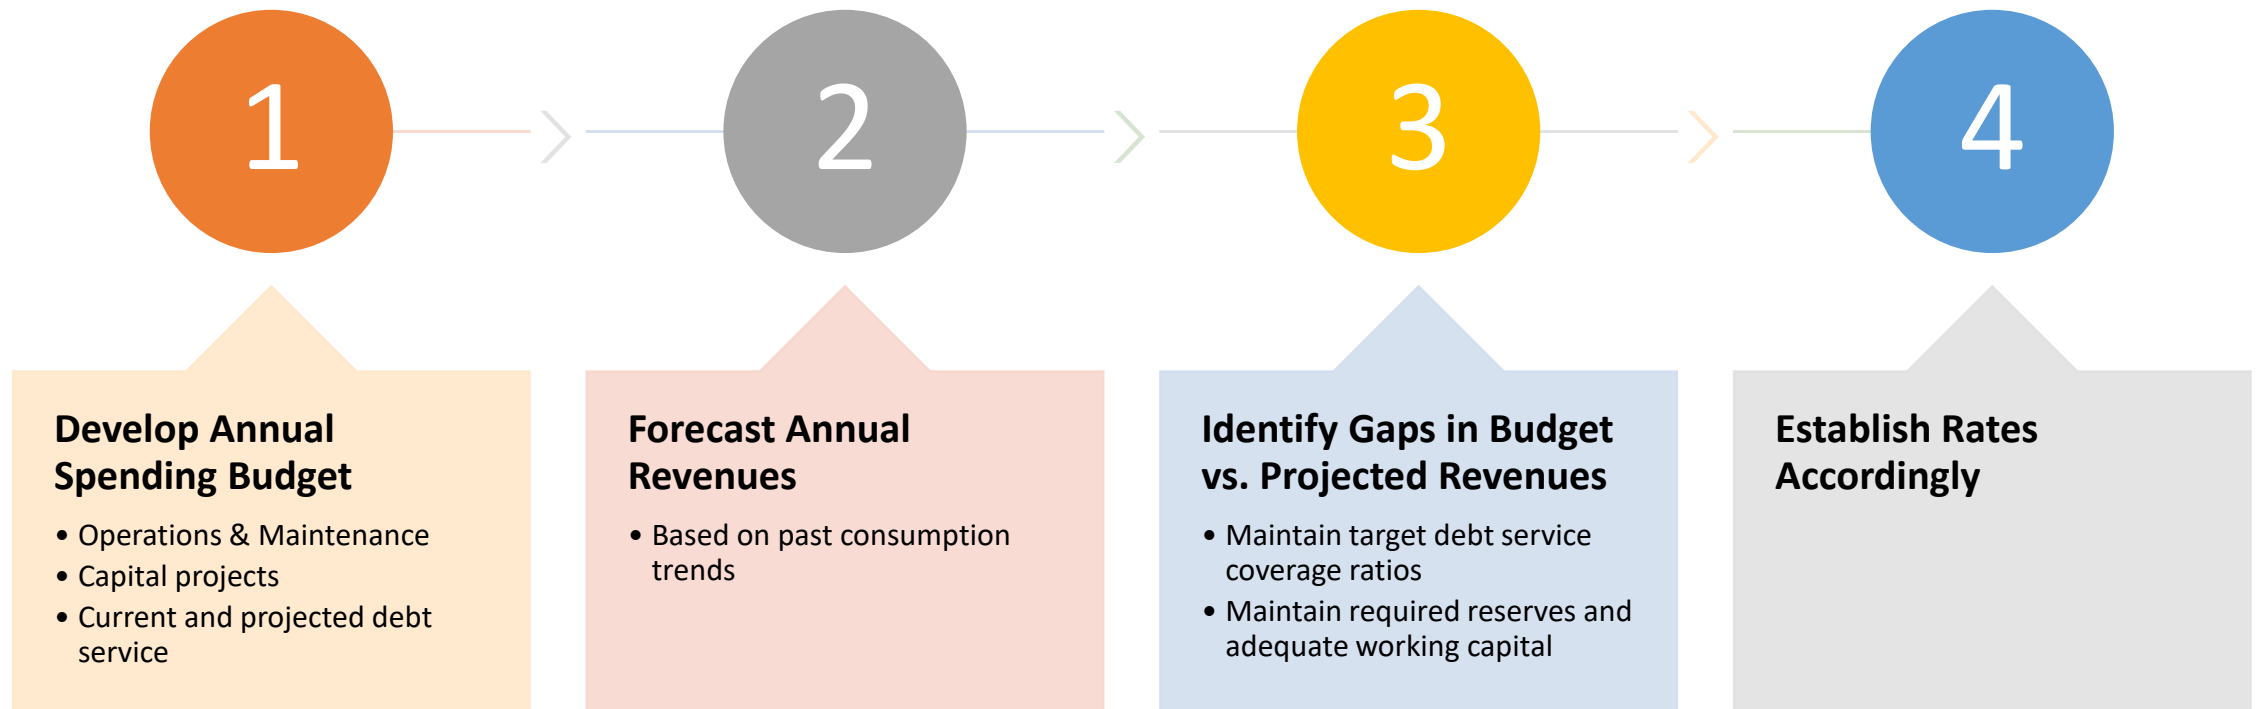 1
Develop Annual
Spending Budget
• Operations & Maintenance
• Capital projects
• Current and projected debt
service
2
Forecast Annual
Revenues
• Based on past consumption
trends
3
Identify Gaps in Budget
vs. Projected Revenues
• Maintain target debt service
coverage ratios
• Maintain required reserves and
adequate working capital
4
Establish Rates
Accordingly